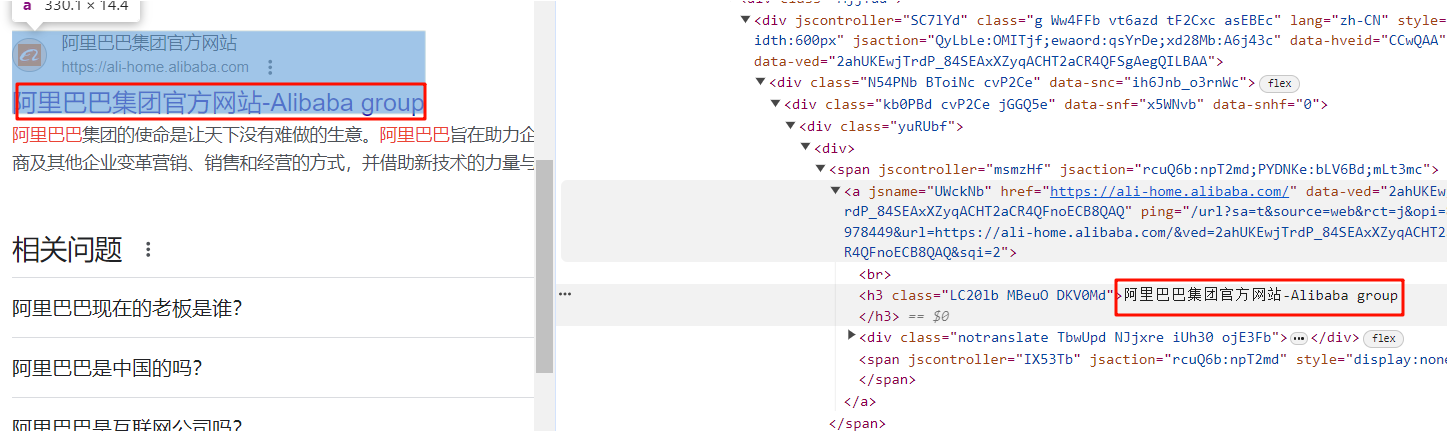 a 330.1 × 14.4
阿里巴巴集团官方网站
https://ali-home.alibaba.com
阿里巴巴集团官方网站-Alibaba group
阿里巴巴集团的使命是让天下没有难做的生意。阿里巴巴旨在助力企
商及其他企业变革营销、销售和经营的方式，并借助新技术的力量与
相关问题
阿里巴巴现在的老板是谁？
阿里巴巴是中国的吗？
阿里巴巴是互联网公司吗？
<div jscontroller="SC7lYd" class="g Ww4FFb vt6azd tF2Cxc asEBEc" lang="zh-CN" style=
idth:600px" jsaction="QyLbLe:OMITjf;ewaord:qsYrDe;xd28Mb:A6j43c" data-hveid="CCwQAA"
data-ved="2ahUKEwjTrdP_84SEAxXZyqACHT2aCR4QFSgAegQILBAA">
<div class="N54PNb BToiNc cvP2Ce" data-snc="ih6Jnb_o3rnWc"> flex
<div class="kb0PBd cvP2Ce jGGQ5e" data-snf="x5WNvb" data-snhf="0">
<div class="yuRUbf">
<div>
<span jscontroller="msmzHf" jsaction="rcuQ6b:npT2md;PYDNKe:bLV6Bd;mLt3mc">
<a jsname="UWckNb" href="https://ali-home.alibaba.com/" data-ved="2ahUKEw
rdP_84SEAxXZyqACHT2aCR4QFnoECB8QAQ" ping="/url?sa=t&source=web&rct=j&opi=
978449&url=https://ali-home.alibaba.com/&ved=2ahUKEwjTrdP_84SEAxXZyqACHT2
R4QFnoECB8QAQ&sqi=2">
<br>
<h3 class="LC20lb MBeuO DKV0Md">阿里巴巴集团官方网站-Alibaba group
</h3> == $0
<div class="notranslate TbwUpd NJjxre iUh30 ojE3Fb"> … </div> flex
<span jscontroller="IX53Tb" jsaction="rcuQ6b:npT2md" style="display:none
</span>
</a>
</span>